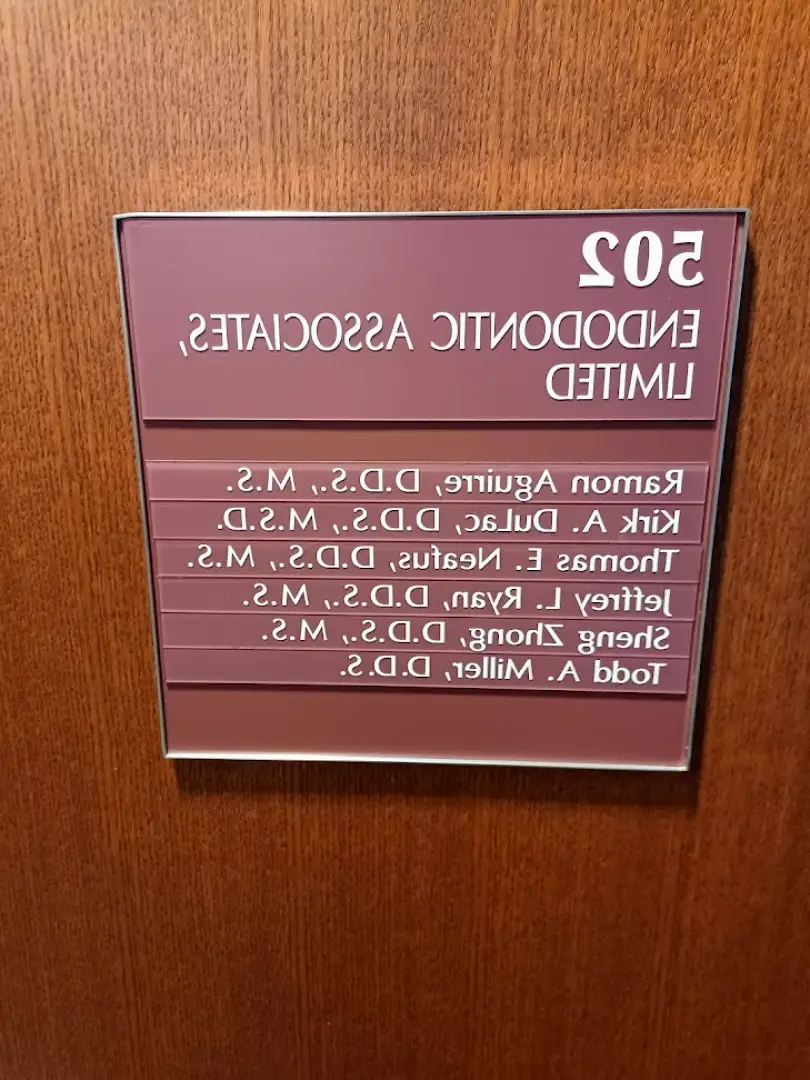 502
ENDODONTIC ASSOCIATES,
LIMITED
Ramon Aguirre, D.D.S., M.S.
Kirk A. DuLac, D.D.S., M.S.D.
Thomas E. Neafus, D.D.S., M.S.
Jeffrey L. Ryan, D.D.S., M.S.
Sheng Zhong, D.D.S., M.S.
Todd A. Miller, D.D.S.